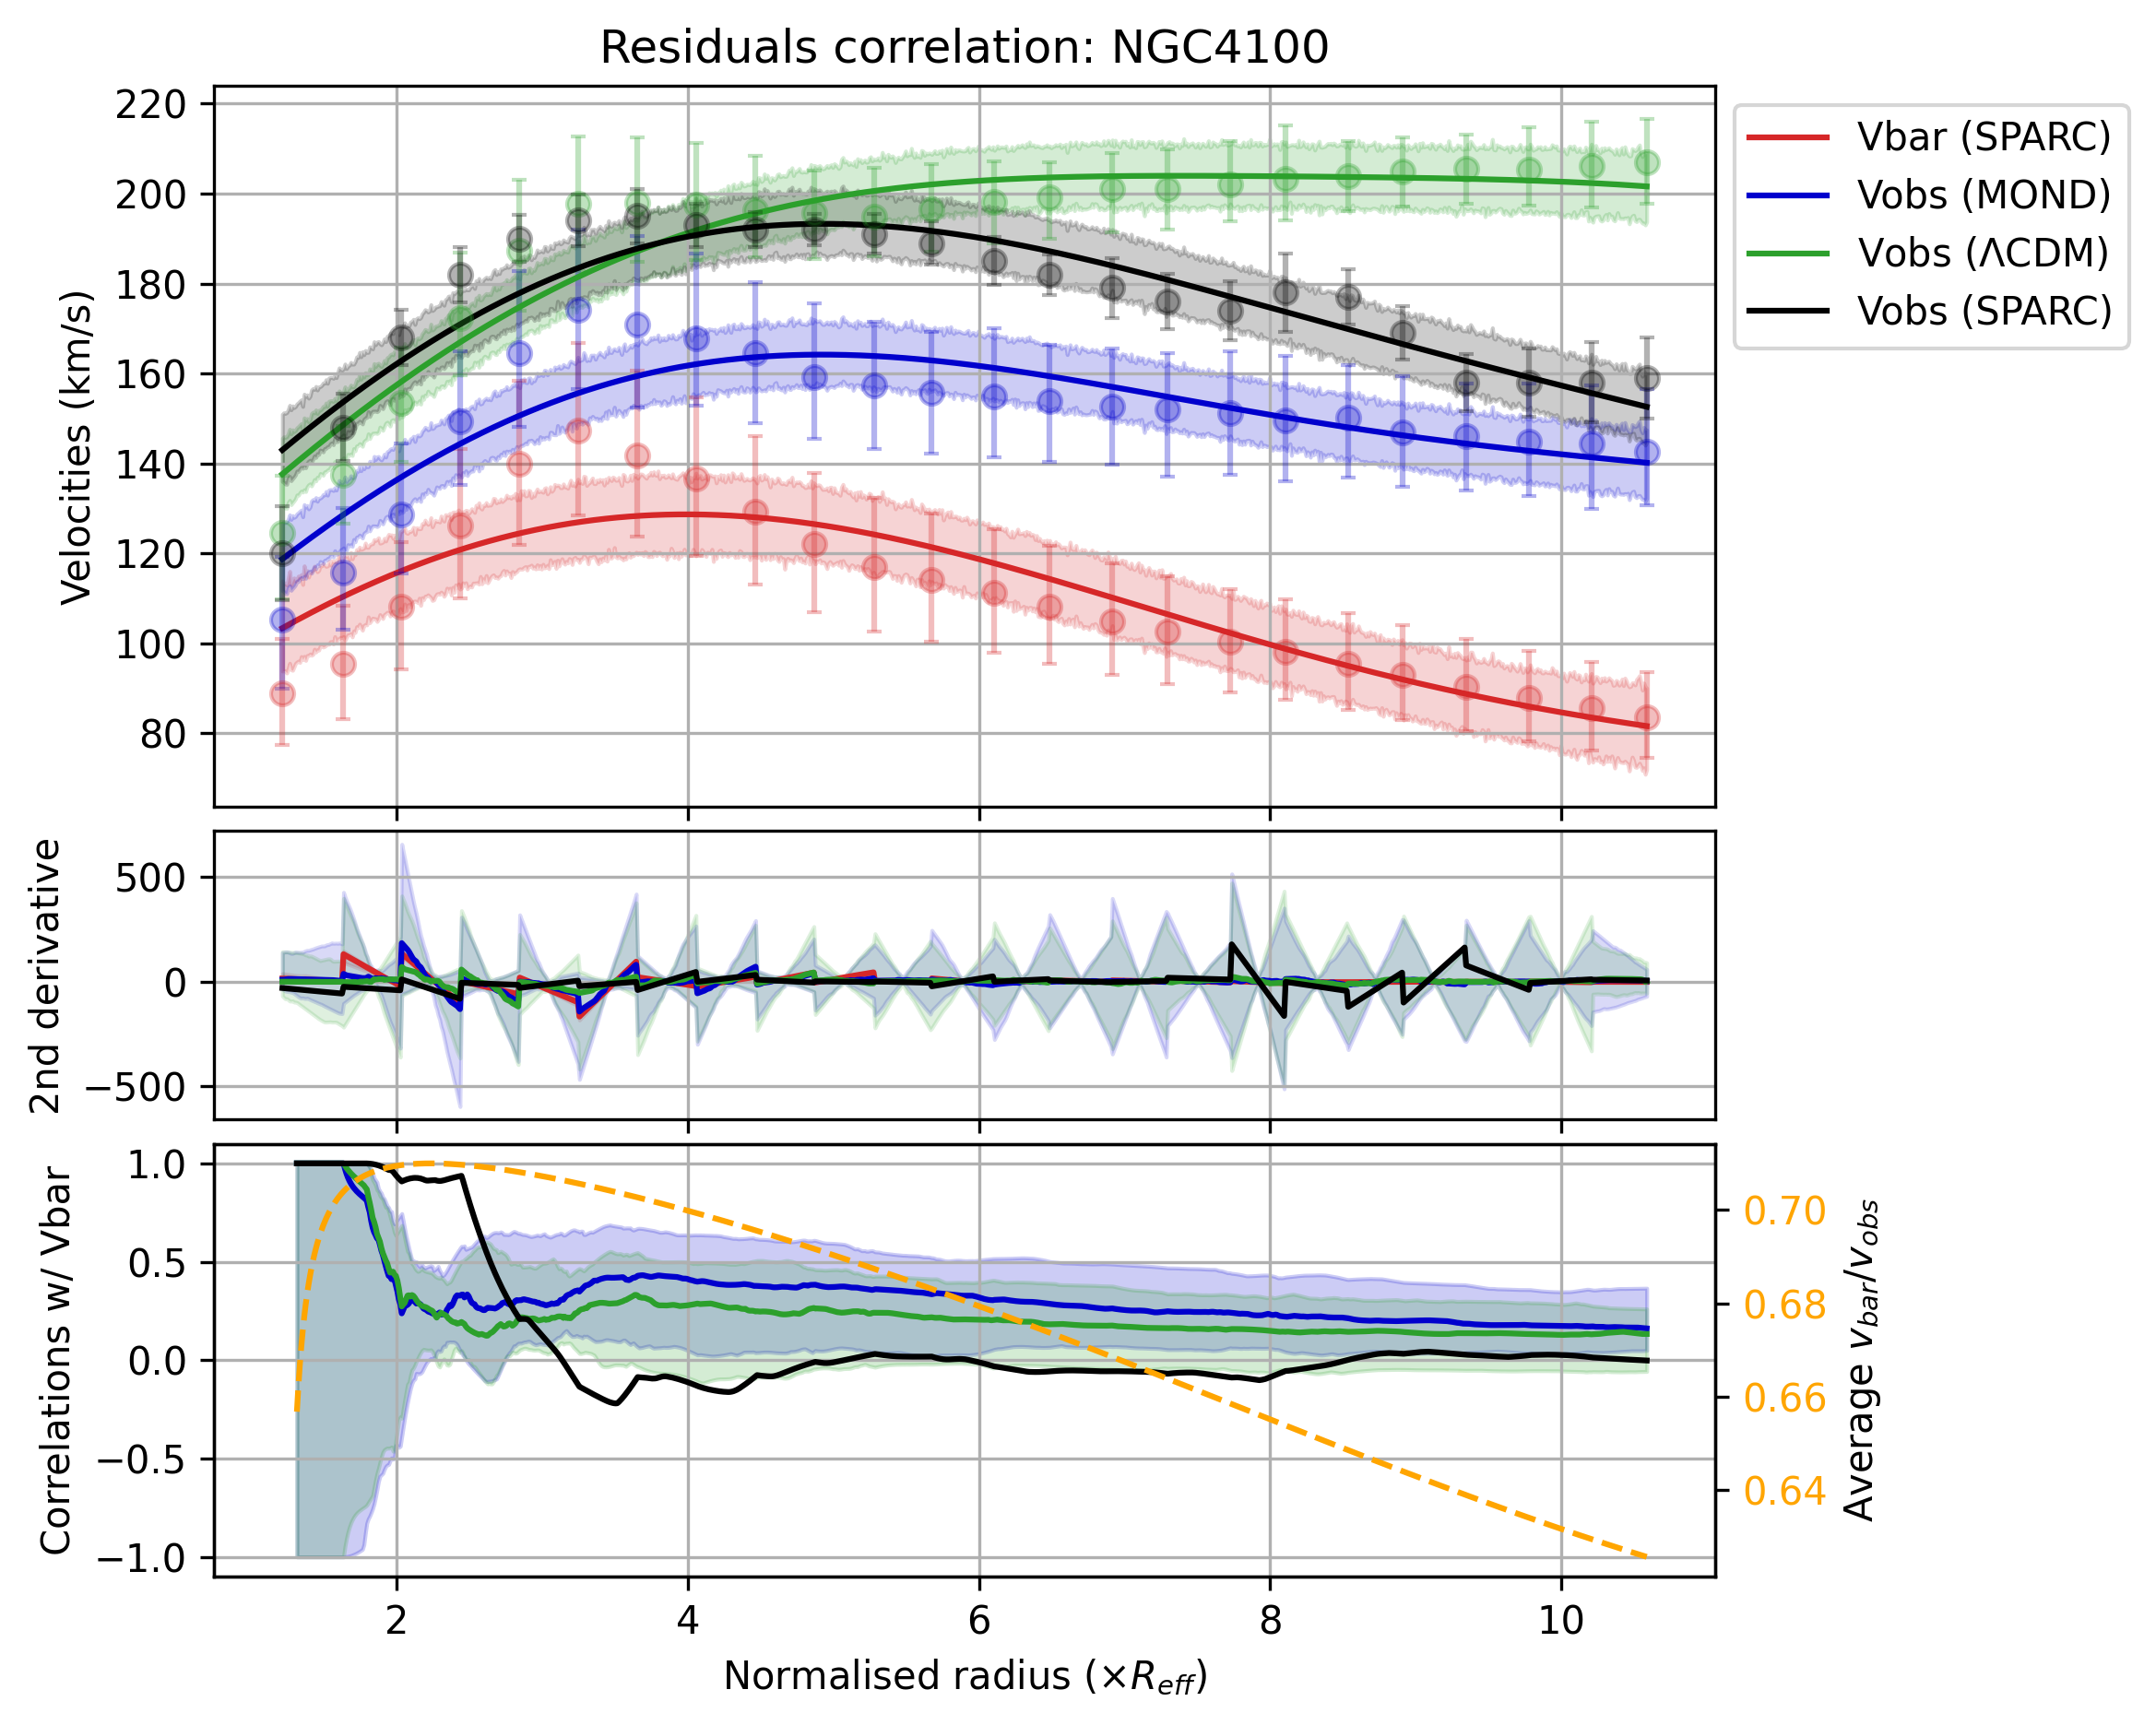 Residuals correlation: NGC4100
220
200
180
160
140
120
100
80
Velocities (km/s)
Vbar (SPARC)
Vobs (MOND)
Vobs (ΛCDM)
Vobs (SPARC)
500
0
−500
2nd derivative
1.0
0.5
0.0
−0.5
−1.0
Correlations w/ Vbar
0.70
0.68
0.66
0.64
Average v_bar/v_obs
2 4 6 8 10
Normalised radius (×R_eff)